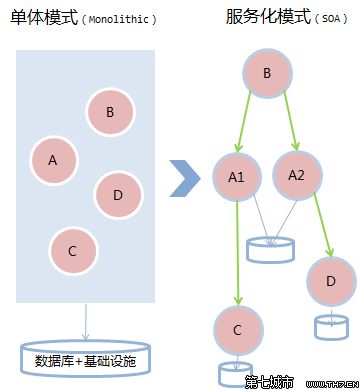 单体模式（Monolithic）
服务化模式（SOA）
B
A
D
C
数据库+基础设施
B
A1
A2
D
C
第七城市 WWW.TH7.CN